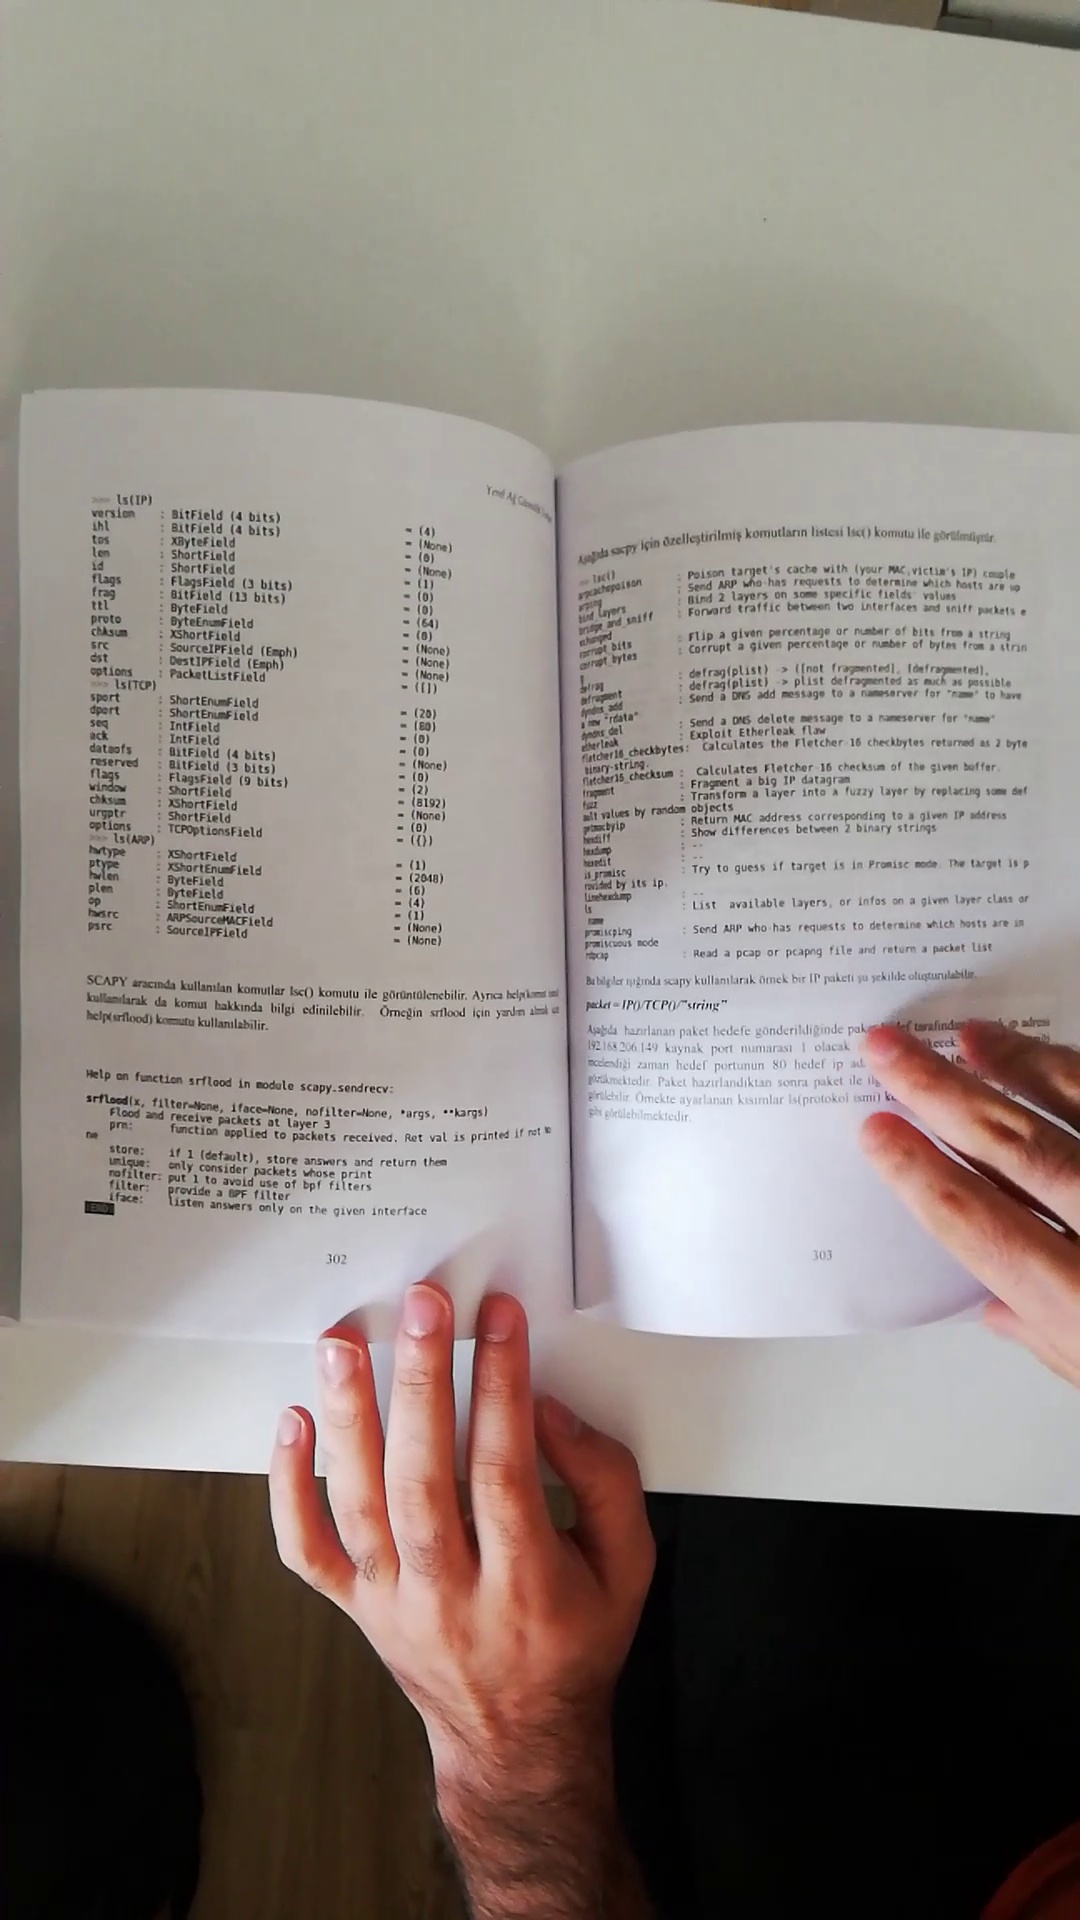 Yerel Ağ Güvenlik
>>> ls(IP)
version : BitField (4 bits) = (4)
ihl : BitField (4 bits) = (None)
tos : XByteField = (0)
len : ShortField = (None)
id : ShortField = (1)
flags : FlagsField (3 bits) = (0)
frag : BitField (13 bits) = (0)
ttl : ByteField = (64)
proto : ByteEnumField = (0)
chksum : XShortField = (None)
src : SourceIPField (Emph) = (None)
dst : DestIPField (Emph) = (None)
options : PacketListField = ([])
>>> ls(TCP)
sport : ShortEnumField = (20)
dport : ShortEnumField = (80)
seq : IntField = (0)
ack : IntField = (0)
dataofs : BitField (4 bits) = (None)
reserved : BitField (3 bits) = (0)
flags : FlagsField (9 bits) = (2)
window : ShortField = (8192)
chksum : XShortField = (None)
urgptr : ShortField = (0)
options : TCPOptionsField = ({})
>>> ls(ARP)
hwtype : XShortField = (1)
ptype : XShortEnumField = (2048)
hwlen : ByteField = (6)
plen : ByteField = (4)
op : ShortEnumField = (1)
hwsrc : ARPSourceMACField = (None)
psrc : SourceIPField = (None)
SCAPY aracında kullanılan komutlar lsc() komutu ile görüntülenebilir. Ayrıca help(komut
kullanılarak da komut hakkında bilgi edinilebilir. Örneğin srflood için yardım almak
help(srflood) komutu kullanılabilir.
Help on function srflood in module scapy.sendrecv:
srflood(x, filter=None, iface=None, nofilter=None, *args, **kargs)
Flood and receive packets at layer 3
prn: function applied to packets received. Ret val is printed if not No
ne
store: if 1 (default), store answers and return them
unique: only consider packets whose print
nofilter: put 1 to avoid use of bpf filters
filter: provide a BPF filter
iface: listen answers only on the given interface
(END)
302
Aşağıda sacpy için özelleştirilmiş komutların listesi lsc() komutu ile görülmüştür.
>>> lsc()
arpcachepoison : Poison target's cache with (your MAC,victim's IP) couple
arping : Send ARP who-has requests to determine which hosts are up
bind_layers : Bind 2 layers on some specific fields' values
bridge_and_sniff : Forward traffic between two interfaces and sniff packets e
xchanged
corrupt_bits : Flip a given percentage or number of bits from a string
corrupt_bytes : Corrupt a given percentage or number of bytes from a strin
g
defrag : defrag(plist) -> ([not fragmented], [defragmented],
defragment : defrag(plist) -> plist defragmented as much as possible
dyndns_add : Send a DNS add message to a nameserver for "name" to have
a new "rdata"
dyndns_del : Send a DNS delete message to a nameserver for "name"
etherleak : Exploit Etherleak flaw
fletcher16_checkbytes: Calculates the Fletcher-16 checkbytes returned as 2 byte
binary-string.
fletcher16_checksum : Calculates Fletcher-16 checksum of the given buffer.
fragment : Fragment a big IP datagram
fuzz : Transform a layer into a fuzzy layer by replacing some def
ault values by random objects
getmacbyip : Return MAC address corresponding to a given IP address
hexdiff : Show differences between 2 binary strings
hexdump : --
hexedit : --
is_promisc : Try to guess if target is in Promisc mode. The target is p
rovided by its ip.
linehexdump : --
ls : List available layers, or infos on a given layer class or
name
promiscping : Send ARP who-has requests to determine which hosts are in
promiscuous mode
rdpcap : Read a pcap or pcapng file and return a packet list
Bu bilgiler ışığında scapy kullanılarak örnek bir IP paketi şu şekilde oluşturulabilir.
packet = IP()/TCP()/"string"
Aşağıda hazırlanan paket hedefe gönderildiğinde tarafından ip adresi
192.168.206.149 kaynak port numarası 1 olacak
incelendiği zaman hedef portunun 80 hedef ip
gözükmektedir. Paket hazırlandıktan sonra paket ile
görülebilir. Örnekte ayarlanan kısımlar ls(protokol ismi)
gibi görülebilmektedir.
303